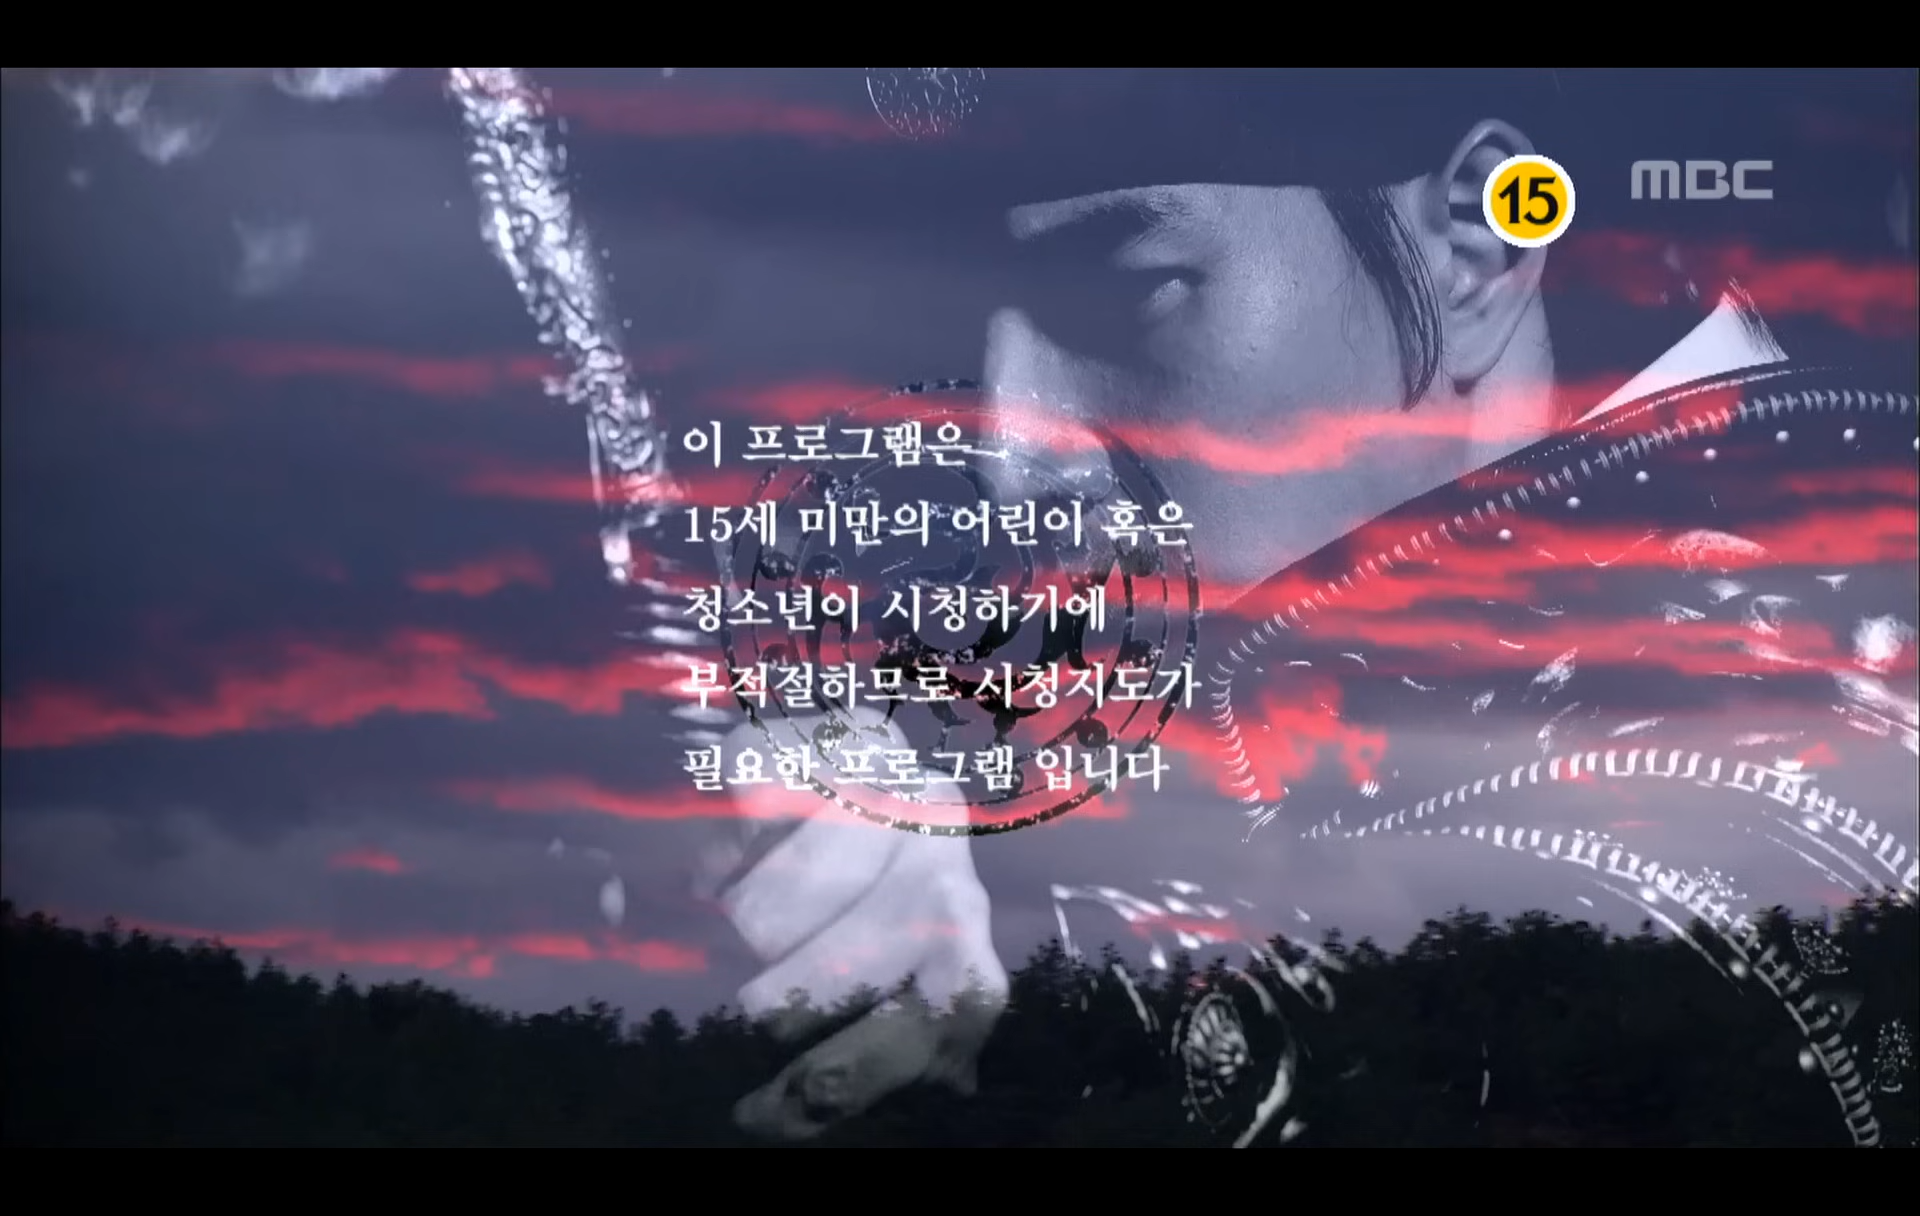 15
MBC
이 프로그램은
15세 미만의 어린이 혹은
청소년이 시청하기에
부적절하므로 시청지도가
필요한 프로그램 입니다